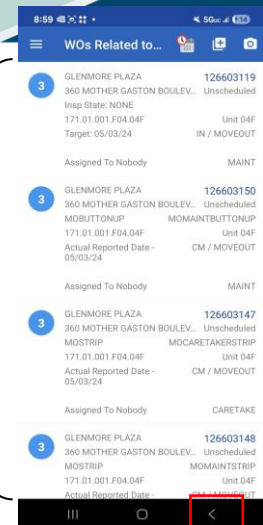 8:59
5G
WOs Related to...
3
GLENMORE PLAZA 126603119
360 MOTHER GASTON BOULEV... Unscheduled
Insp State: NONE
171.01.001.F04.04F Unit 04F
Target: 05/03/24 IN / MOVEOUT
Assigned To Nobody MAINT
3
GLENMORE PLAZA 126603150
360 MOTHER GASTON BOULEV... Unscheduled
MOBUTTONUP MOMAINTBUTTONUP
171.01.001.F04.04F Unit 04F
Actual Reported Date - CM / MOVEOUT
05/03/24
Assigned To Nobody MAINT
3
GLENMORE PLAZA 126603147
360 MOTHER GASTON BOULEV... Unscheduled
MOSTRIP MOCARETAKERSTRIP
171.01.001.F04.04F Unit 04F
Actual Reported Date - CM / MOVEOUT
05/03/24
Assigned To Nobody CARETAKE
3
GLENMORE PLAZA 126603148
360 MOTHER GASTON BOULEV... Unscheduled
MOSTRIP MOMAINTSTRIP
171.01.001.F04.04F Unit 04F
Actual Reported Date - CM / MOVEOUT